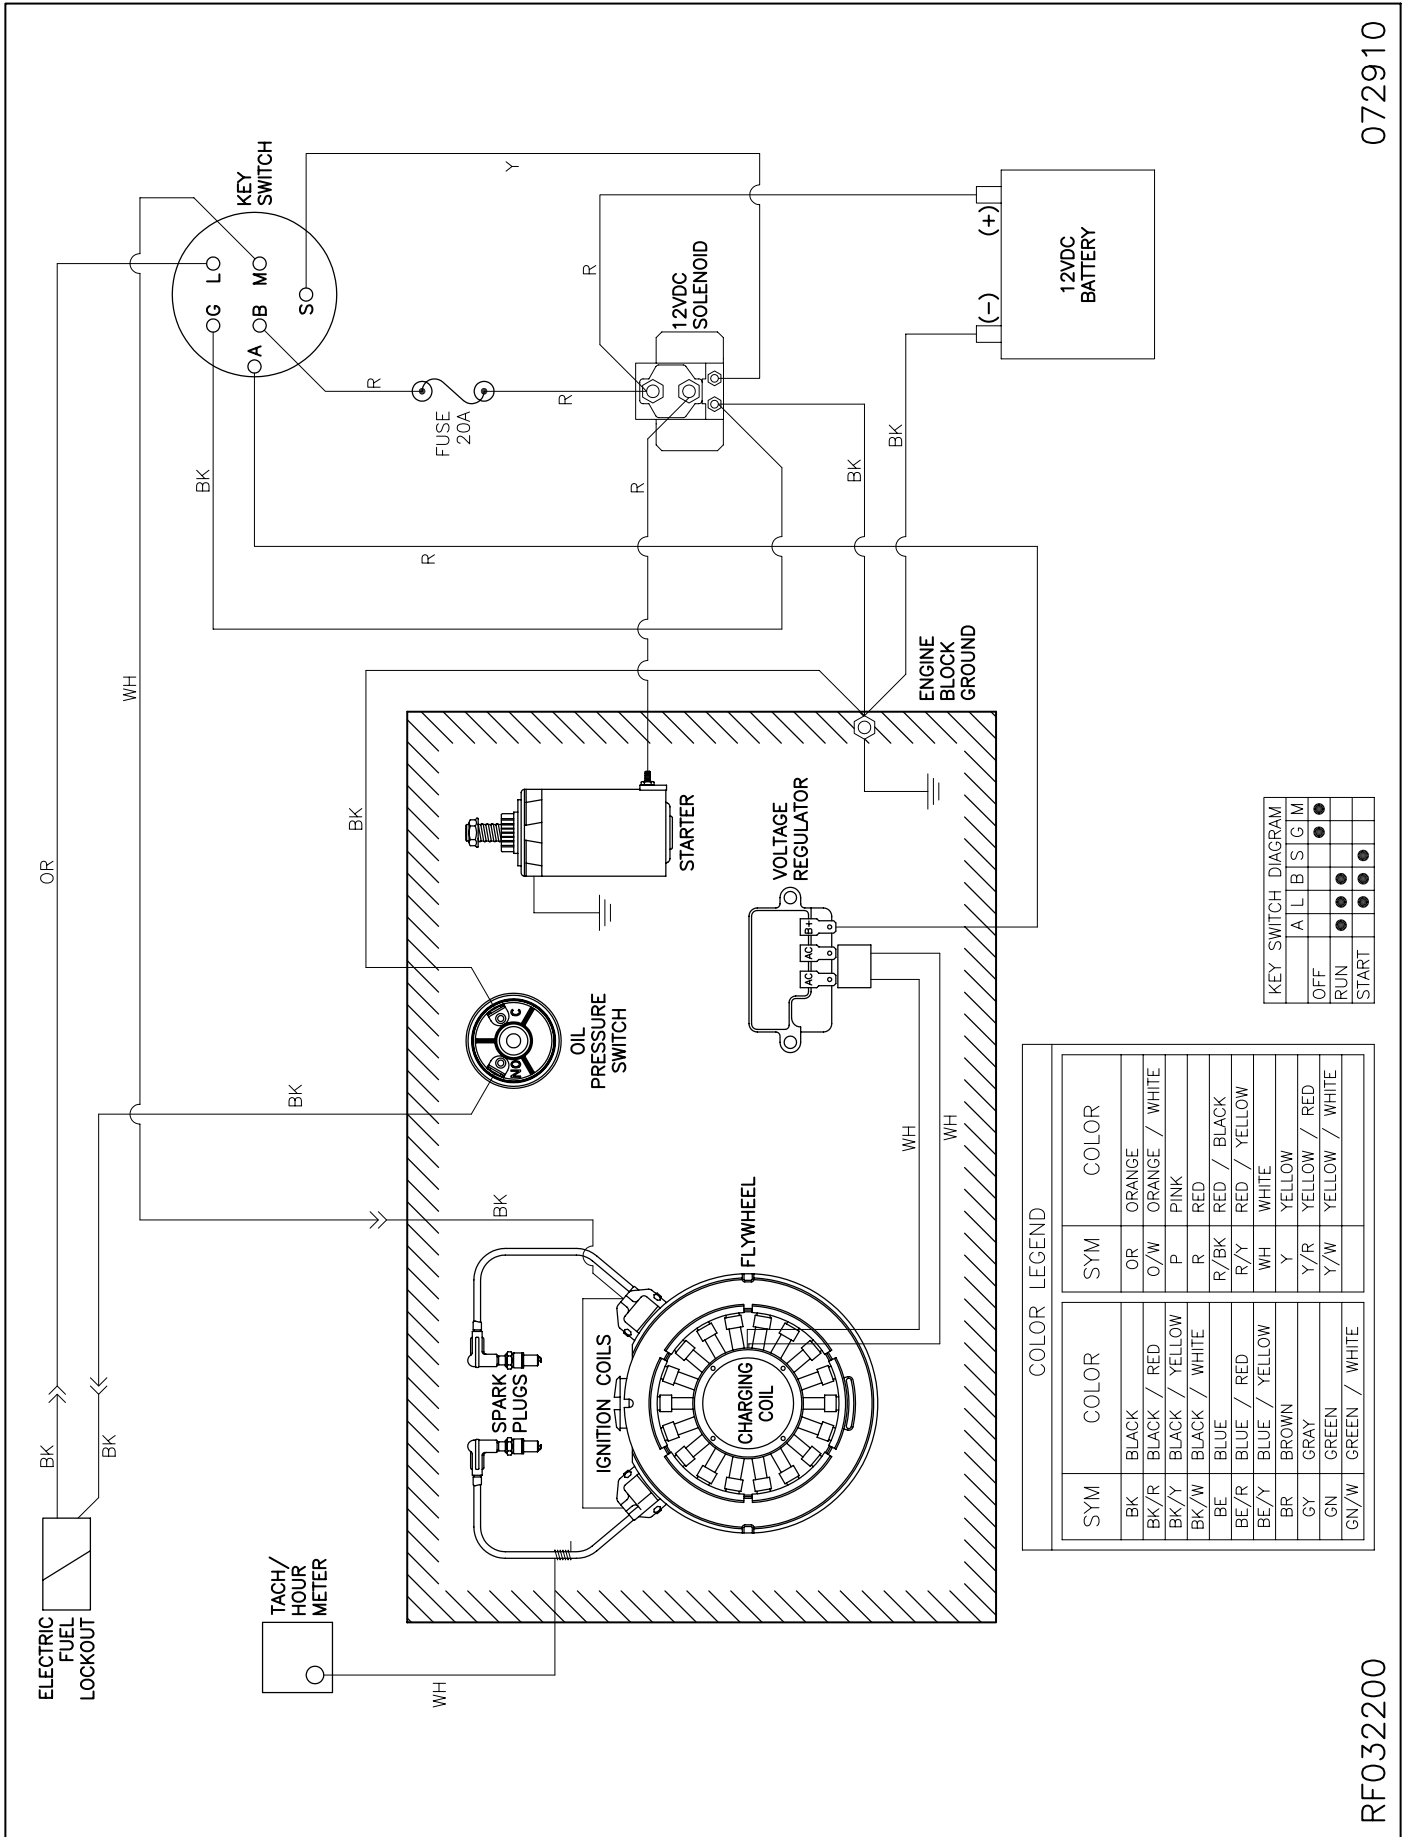 ELECTRIC
FUEL
LOCKOUT
BK
BK
OR
WH
TACH/
HOUR
METER
WH
BK
BK
BK
R
KEY
SWITCH
G
L
A
B
M
S
R
FUSE
20A
R
R
R
Y
12VDC
SOLENOID
BK
BK
12VDC
BATTERY
(-)
(+)
SPARK
PLUGS
BK
IGNITION COILS
FLYWHEEL
CHARGING
COIL
WH
WH
NO
C
OIL
PRESSURE
SWITCH
STARTER
VOLTAGE
REGULATOR
AC
AC
B+
ENGINE
BLOCK
GROUND
BK
COLOR LEGEND
SYM COLOR SYM COLOR
BK BLACK OR ORANGE
BK/R BLACK / RED O/W ORANGE / WHITE
BK/Y BLACK / YELLOW P PINK
BK/W BLACK / WHITE R RED
BE BLUE R/BK RED / BLACK
BE/R BLUE / RED R/Y RED / YELLOW
BE/Y BLUE / YELLOW WH WHITE
BR BROWN Y YELLOW
GY GRAY Y/R YELLOW / RED
GN GREEN Y/W YELLOW / WHITE
GN/W GREEN / WHITE
KEY SWITCH DIAGRAM
A L B S G M
OFF
RUN
START
RF032200
072910